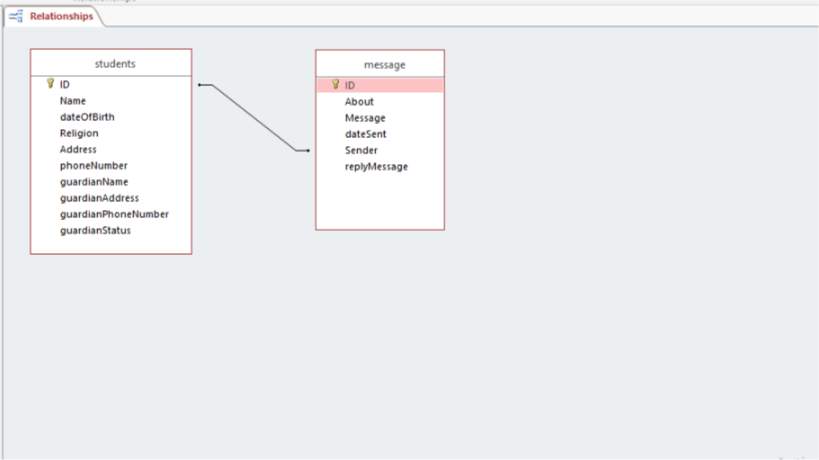 Relationships
students
ID
Name
dateOfBirth
Religion
Address
phoneNumber
guardianName
guardianAddress
guardianPhoneNumber
guardianStatus
message
ID
About
Message
dateSent
Sender
replyMessage